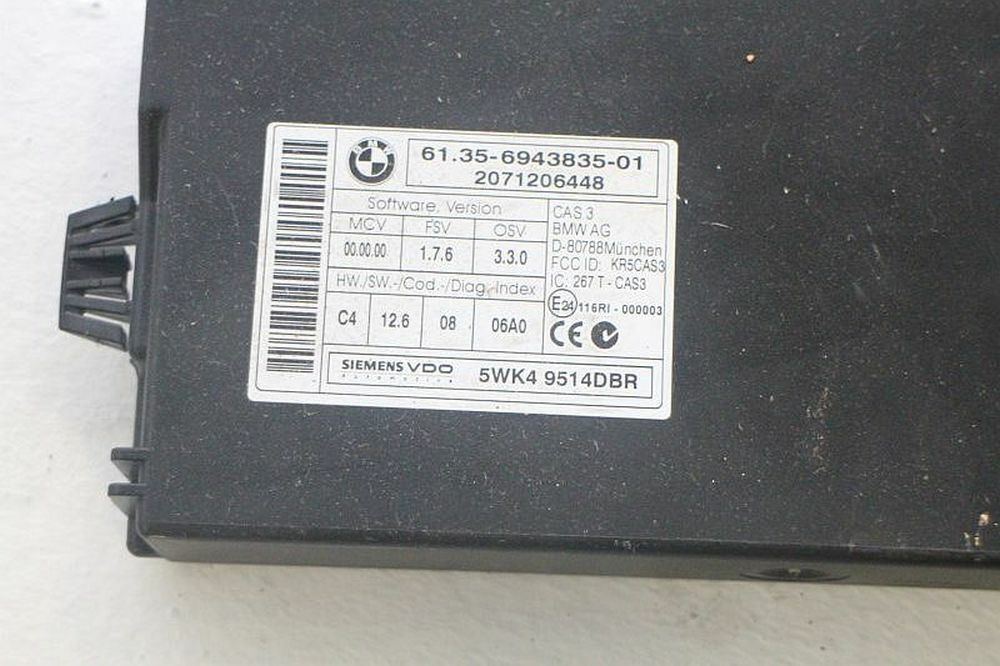 BMW
61.35-6943835-01
2071206448
Software, Version
MCV FSV OSV
00.00.00 1.7.6 3.3.0
HW./SW.-/Cod.-/Diag. Index
C4 12.6 08 06A0
CAS 3
BMW AG
D-80788München
FCC ID: KR5CAS3
IC: 267 T - CAS3
E24 116RI - 000003
CE
SIEMENS VDO
Automotive
5WK4 9514DBR